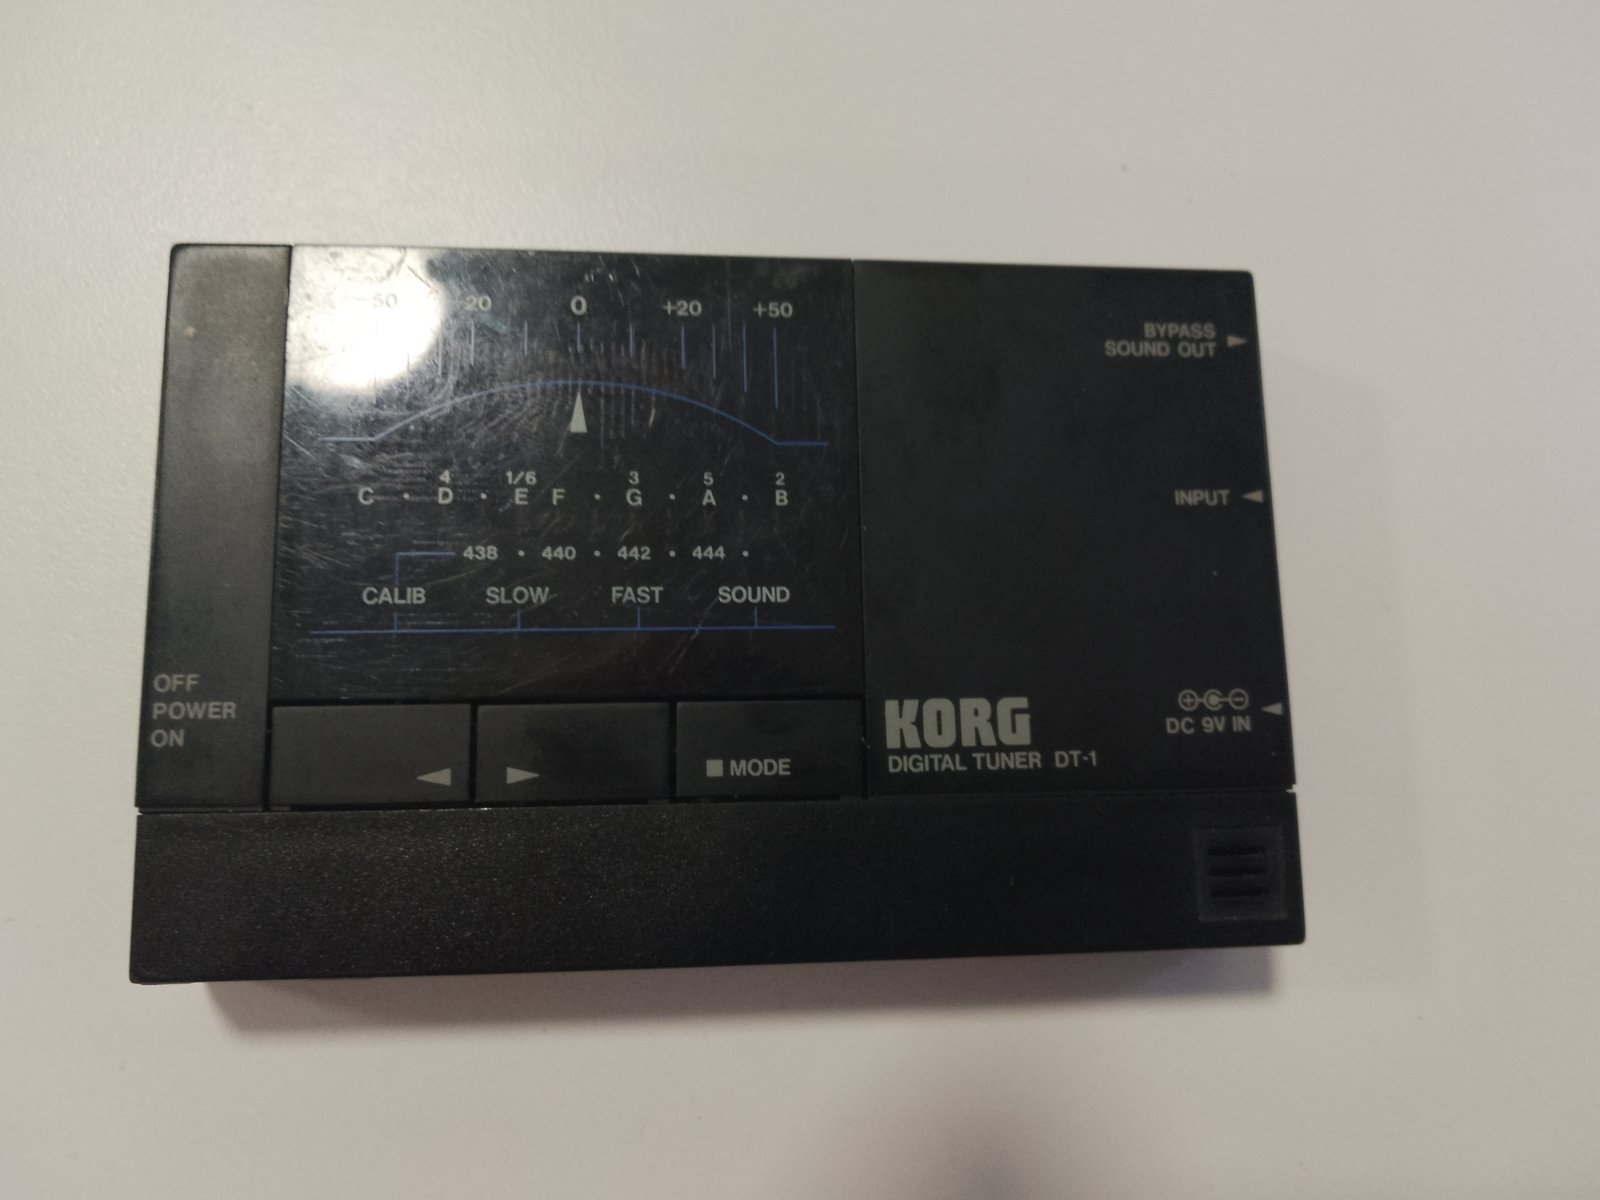 -50 -20 0 +20 +50
4 1/6 3 5 2
C · D · E F · G · A · B
438 · 440 · 442 · 444 ·
CALIB SLOW FAST SOUND
BYPASS
SOUND OUT
INPUT
DC 9V IN
OFF
POWER
ON
MODE
KORG
DIGITAL TUNER DT-1